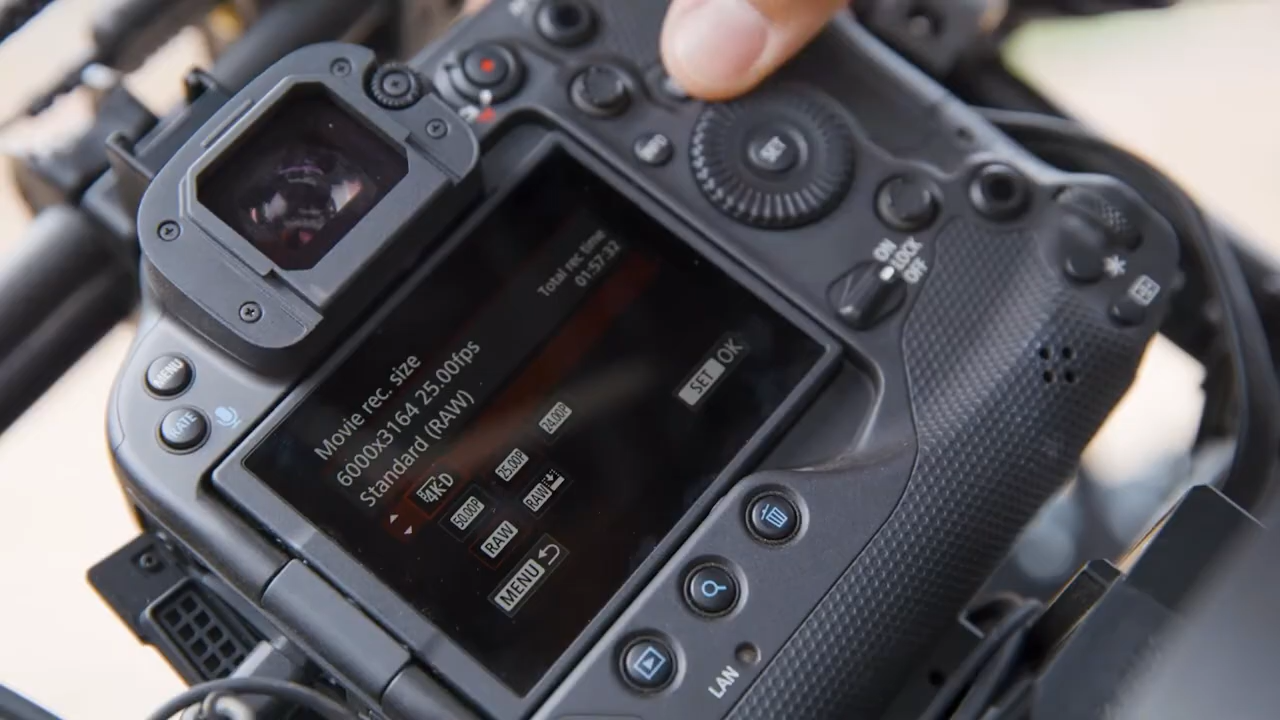 Movie rec. size
6000x3164 25.00fps
Standard (RAW)
Total rec time
01:57:32
4K-D
50.00P
25.00P
24.00P
RAW
RAW
MENU
SET OK
MENU
RATE
SET
ON
LOCK
OFF
LAN